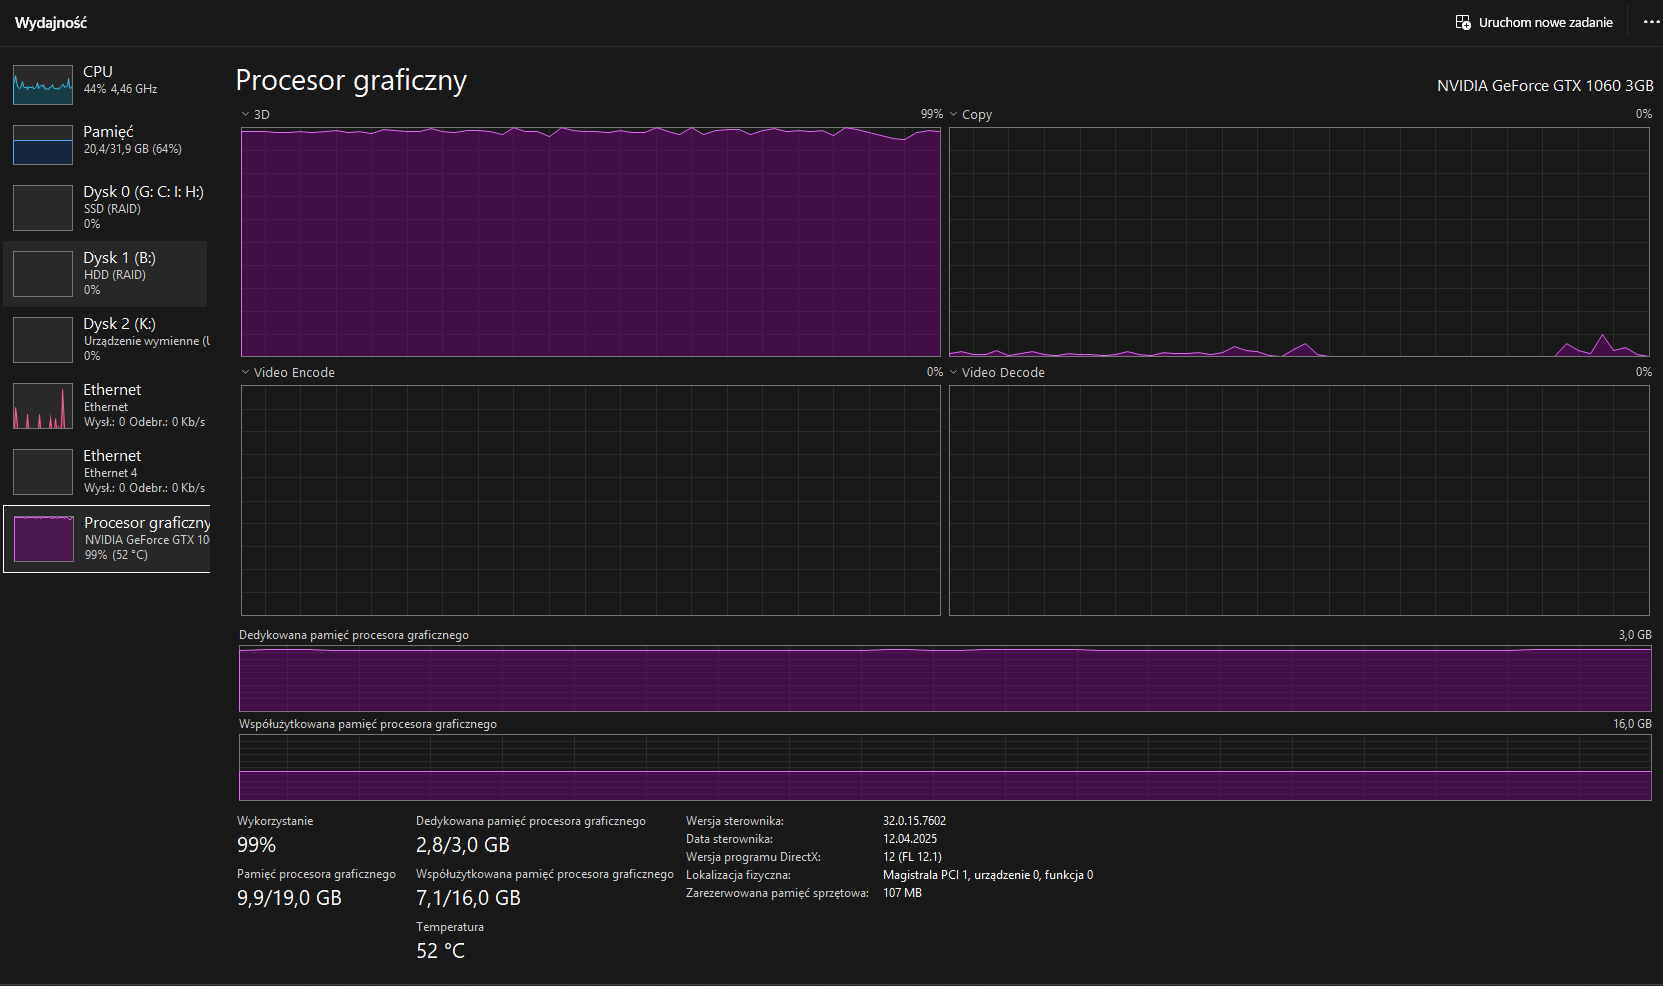 Wydajność
Uruchom nowe zadanie
CPU
44% 4,46 GHz
Pamięć
20,4/31,9 GB (64%)
Dysk 0 (G: C: I: H:)
SSD (RAID)
0%
Dysk 1 (B:)
HDD (RAID)
0%
Dysk 2 (K:)
Urządzenie wymienne (U
0%
Ethernet
Ethernet
Wysł.: 0 Odebr.: 0 Kb/s
Ethernet
Ethernet 4
Wysł.: 0 Odebr.: 0 Kb/s
Procesor graficzny
NVIDIA GeForce GTX 10
99% (52 °C)
Procesor graficzny
NVIDIA GeForce GTX 1060 3GB
3D 99%
Copy 0%
Video Encode 0%
Video Decode 0%
Dedykowana pamięć procesora graficznego 3,0 GB
Współużytkowana pamięć procesora graficznego 16,0 GB
Wykorzystanie
99%
Pamięć procesora graficznego
9,9/19,0 GB
Dedykowana pamięć procesora graficznego
2,8/3,0 GB
Współużytkowana pamięć procesora graficznego
7,1/16,0 GB
Temperatura
52 °C
Wersja sterownika: 32.0.15.7602
Data sterownika: 12.04.2025
Wersja programu DirectX: 12 (FL 12.1)
Lokalizacja fizyczna: Magistrala PCI 1, urządzenie 0, funkcja 0
Zarezerwowana pamięć sprzętowa: 107 MB